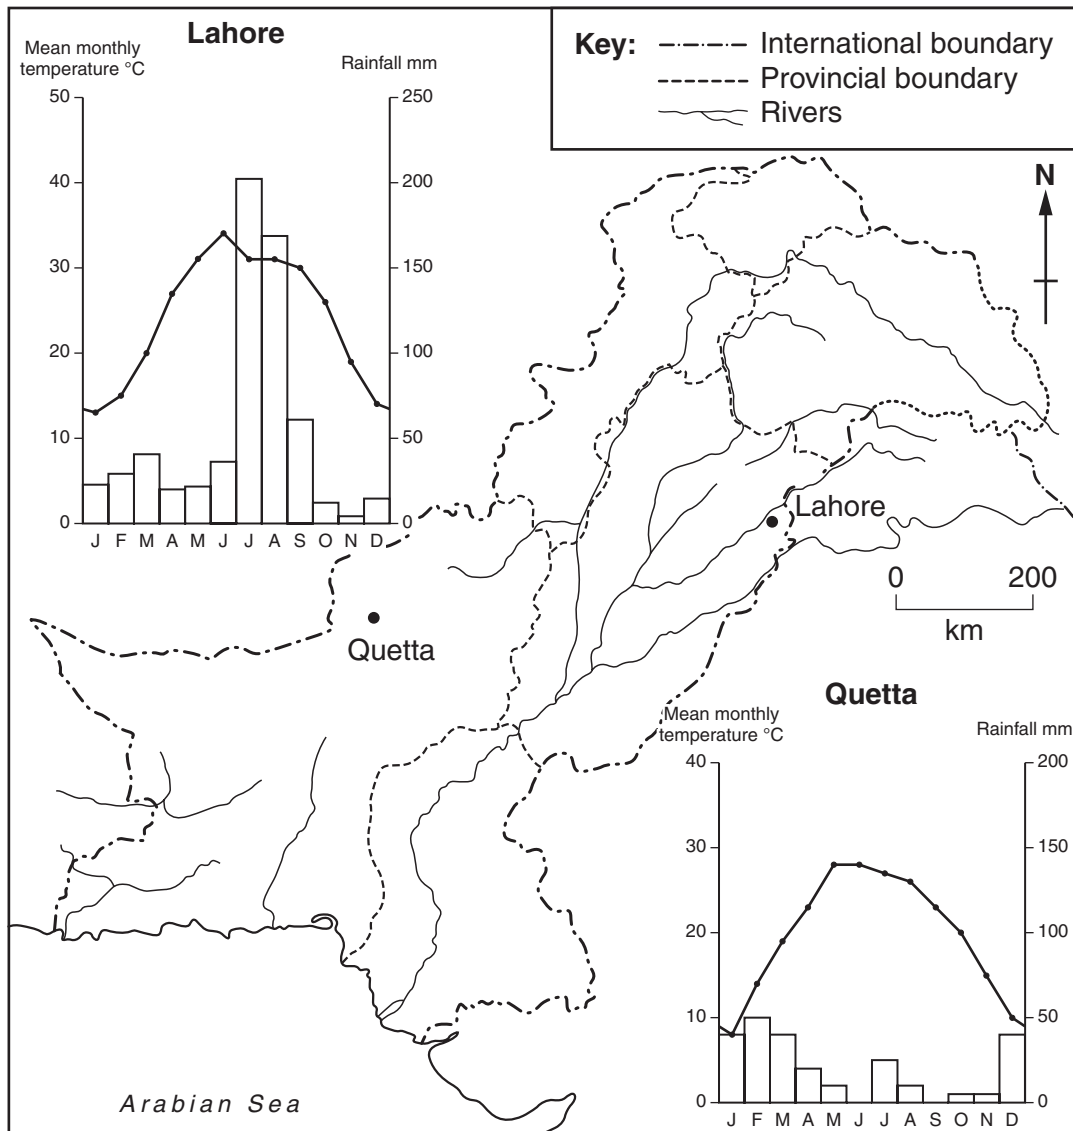 Lahore
Mean monthly
temperature °C
Rainfall mm
50
40
30
20
10
0
250
200
150
100
50
0
J F M A M J J A S O N D
Key:
International boundary
Provincial boundary
Rivers
N
Lahore
0 200
km
Quetta
Quetta
Mean monthly
temperature °C
Rainfall mm
40
30
20
10
0
200
150
100
50
0
J F M A M J J A S O N D
Arabian Sea